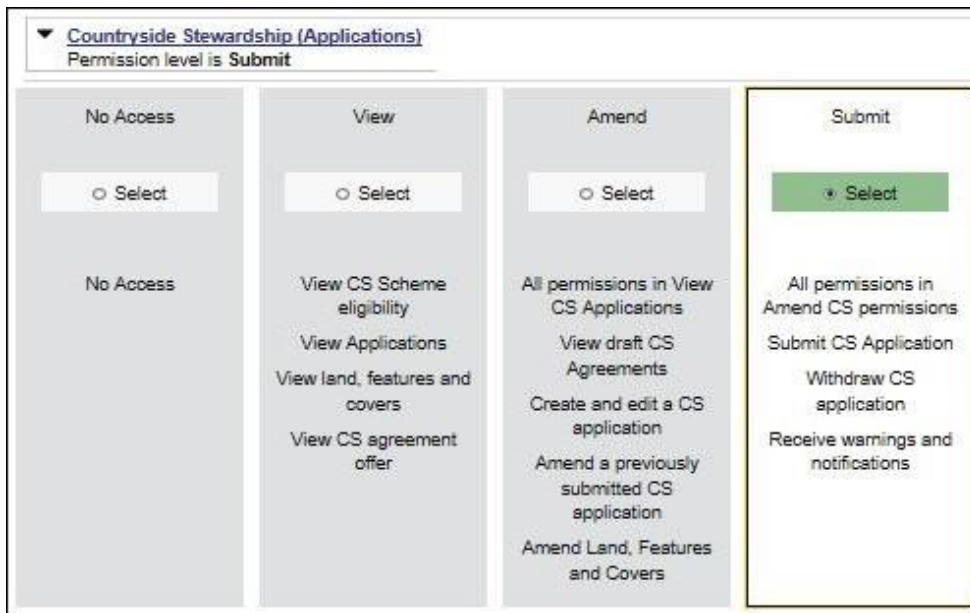 Countryside Stewardship (Applications)
Permission level is Submit
No Access
View
Amend
Submit
Select
Select
Select
Select
No Access
View CS Scheme
eligibility
View Applications
View land, features and
covers
View CS agreement
offer
All permissions in View
CS Applications
View draft CS
Agreements
Create and edit a CS
application
Amend a previously
submitted CS
application
Amend Land, Features
and Covers
All permissions in
Amend CS permissions
Submit CS Application
Withdraw CS
application
Receive warnings and
notifications